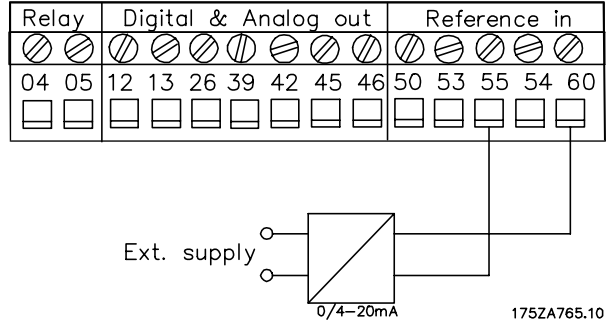 Relay Digital & Analog out Reference in
04 05 12 13 26 39 42 45 46 50 53 55 54 60
Ext. supply
0/4-20mA
175ZA765.10